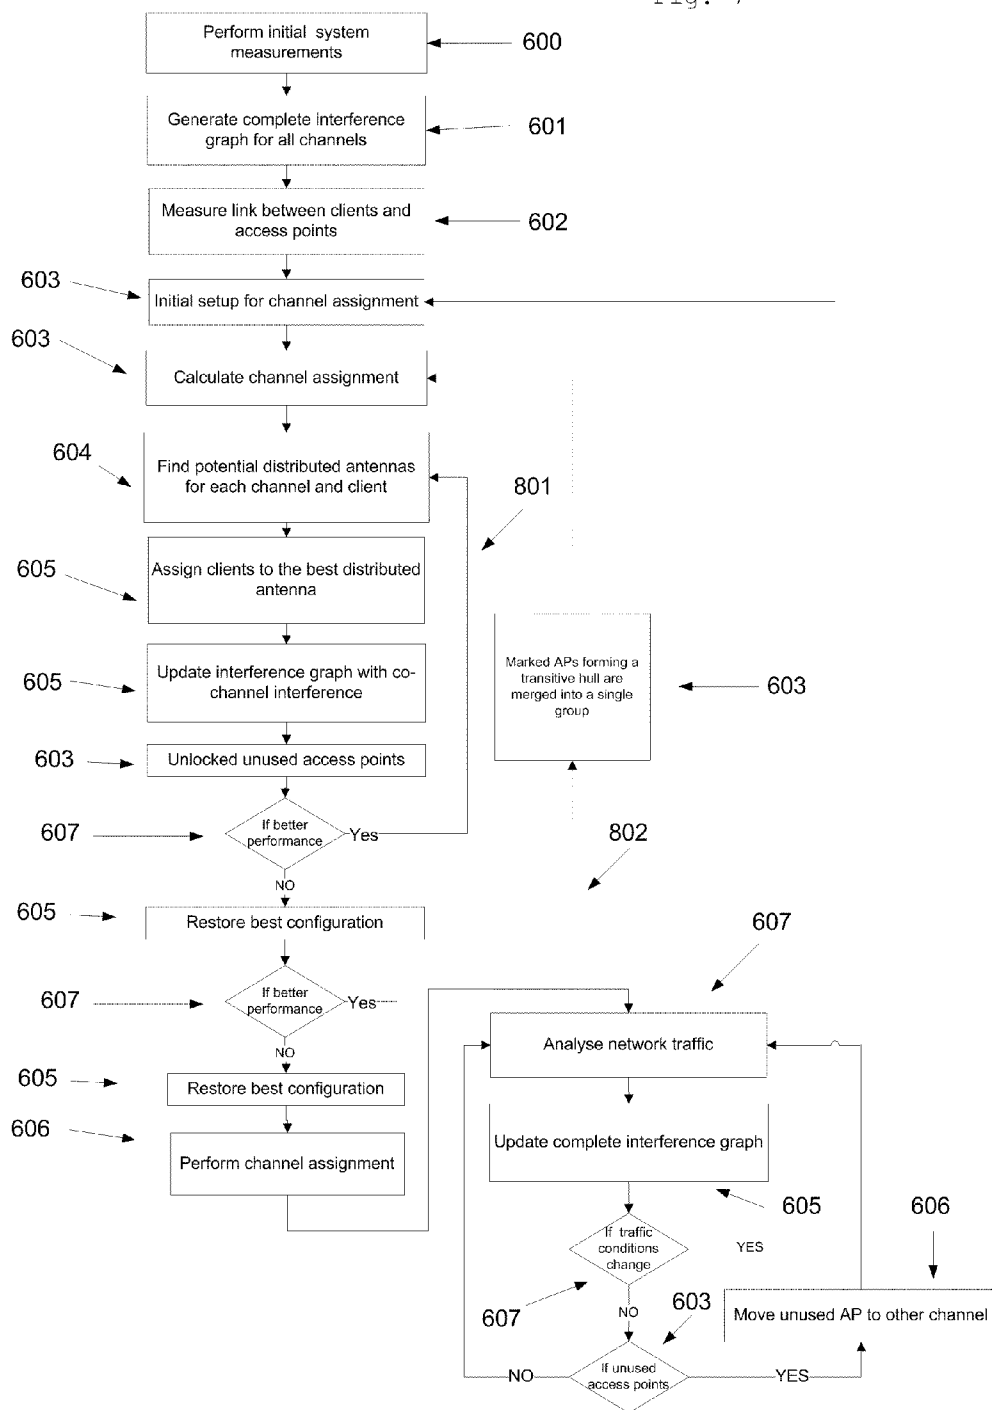 Perform initial system
measurements
600
Generate complete interference
graph for all channels
601
Measure link between clients and
access points
602
603
Initial setup for channel assignment
603
Calculate channel assignment
604
Find potential distributed antennas
for each channel and client
801
605
Assign clients to the best distributed
antenna
605
Update interference graph with co-
channel interference
Marked APs forming a
transitive hull are
merged into a single
group
603
603
Unlocked unused access points
607
If better
performance
Yes
802
NO
605
Restore best configuration
607
607
If better
performance
Yes
Analyse network traffic
NO
605
Restore best configuration
606
Perform channel assignment
Update complete interference graph
605
606
If traffic
conditions
change
YES
607
NO
603
Move unused AP to other channel
NO
If unused
access points
YES